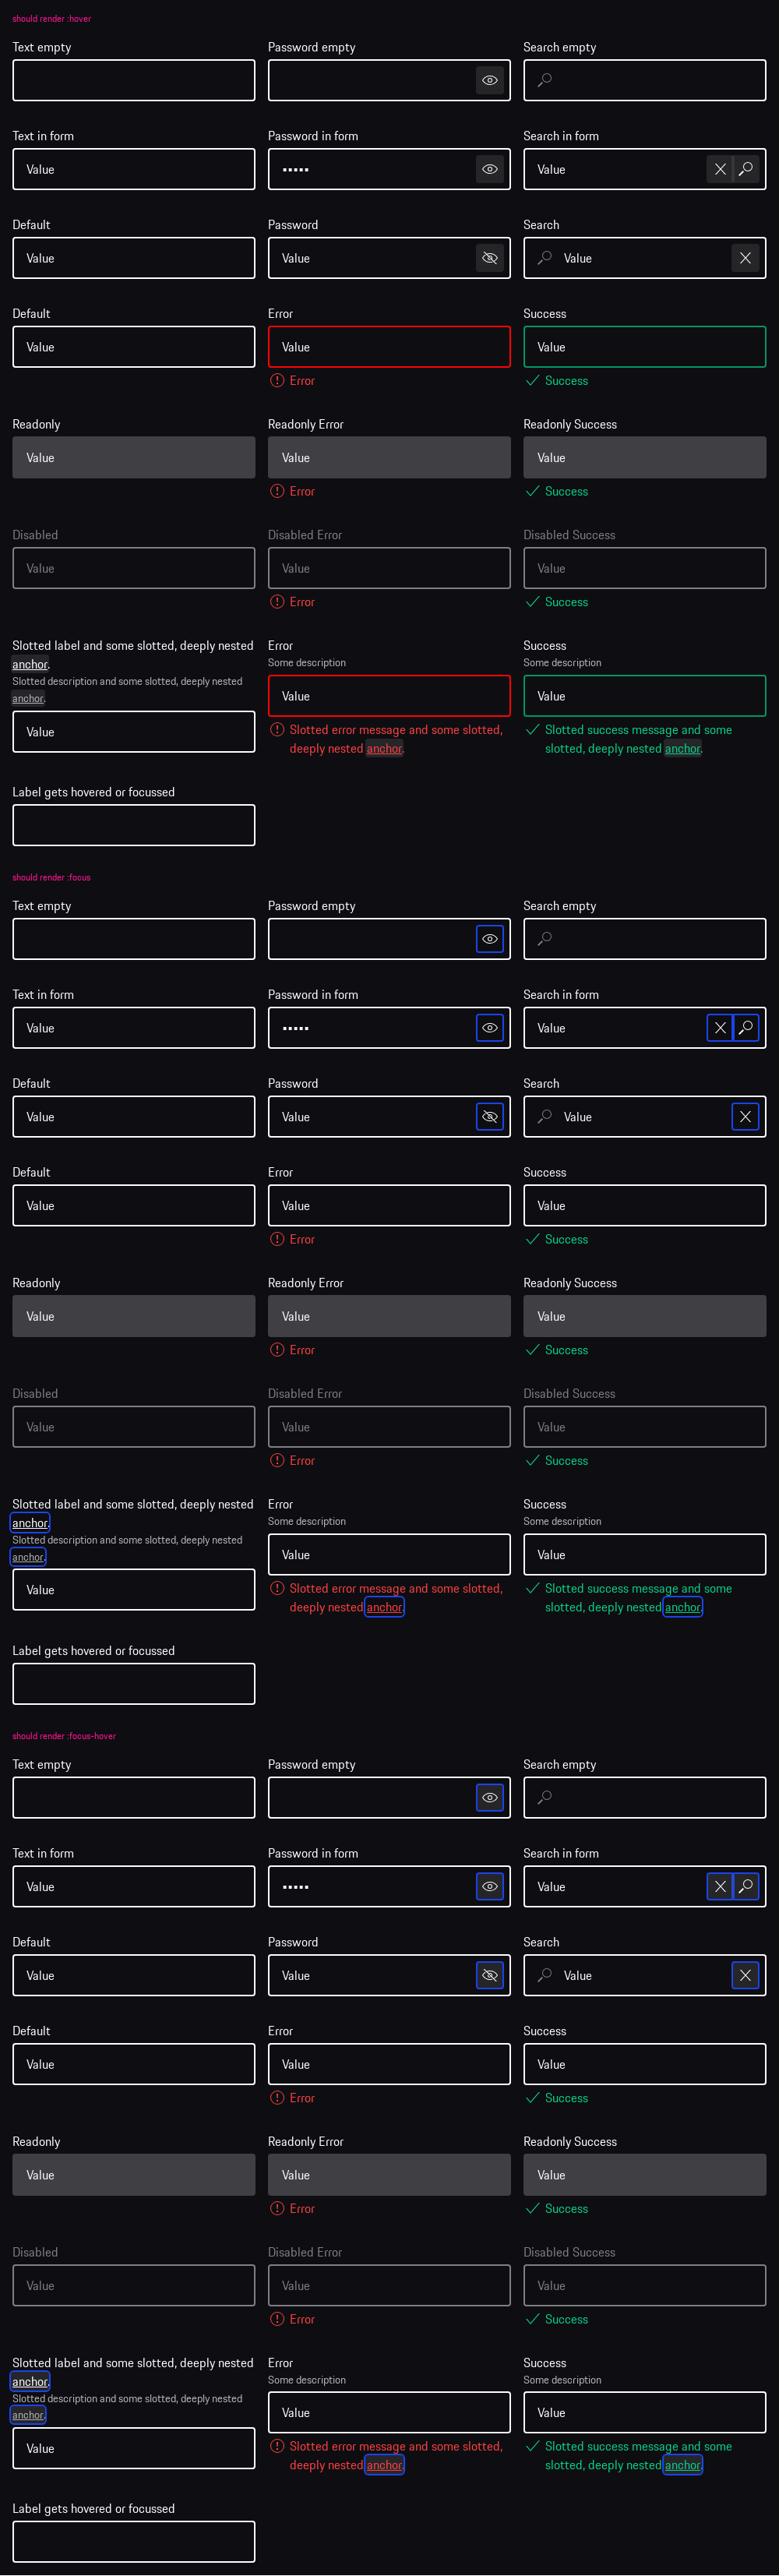 should render :hover
Text empty
Password empty
Search empty
Text in form
Password in form
Search in form
Value
•••••
Value
Default
Password
Search
Value
Value
Value
Default
Error
Success
Value
Value
Value
Error
Success
Readonly
Readonly Error
Readonly Success
Value
Value
Value
Error
Success
Disabled
Disabled Error
Disabled Success
Value
Value
Value
Error
Success
Slotted label and some slotted, deeply nested
anchor.
Slotted description and some slotted, deeply nested
anchor.
Value
Error
Some description
Value
Slotted error message and some slotted,
deeply nested anchor.
Success
Some description
Value
Slotted success message and some
slotted, deeply nested anchor.
Label gets hovered or focussed
should render :focus
Text empty
Password empty
Search empty
Text in form
Password in form
Search in form
Value
•••••
Value
Default
Password
Search
Value
Value
Value
Default
Error
Success
Value
Value
Value
Error
Success
Readonly
Readonly Error
Readonly Success
Value
Value
Value
Error
Success
Disabled
Disabled Error
Disabled Success
Value
Value
Value
Error
Success
Slotted label and some slotted, deeply nested
anchor.
Slotted description and some slotted, deeply nested
anchor.
Value
Error
Some description
Value
Slotted error message and some slotted,
deeply nested anchor.
Success
Some description
Value
Slotted success message and some
slotted, deeply nested anchor.
Label gets hovered or focussed
should render :focus-hover
Text empty
Password empty
Search empty
Text in form
Password in form
Search in form
Value
•••••
Value
Default
Password
Search
Value
Value
Value
Default
Error
Success
Value
Value
Value
Error
Success
Readonly
Readonly Error
Readonly Success
Value
Value
Value
Error
Success
Disabled
Disabled Error
Disabled Success
Value
Value
Value
Error
Success
Slotted label and some slotted, deeply nested
anchor.
Slotted description and some slotted, deeply nested
anchor.
Value
Error
Some description
Value
Slotted error message and some slotted,
deeply nested anchor.
Success
Some description
Value
Slotted success message and some
slotted, deeply nested anchor.
Label gets hovered or focussed